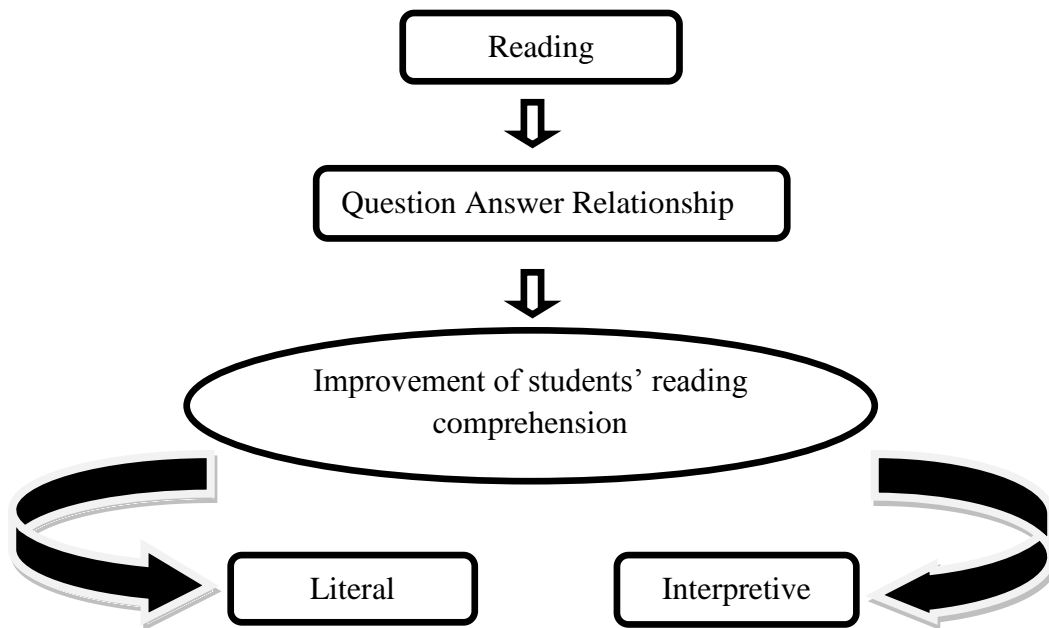 Reading
Question Answer Relationship
Improvement of students’ reading
comprehension
Literal
Interpretive